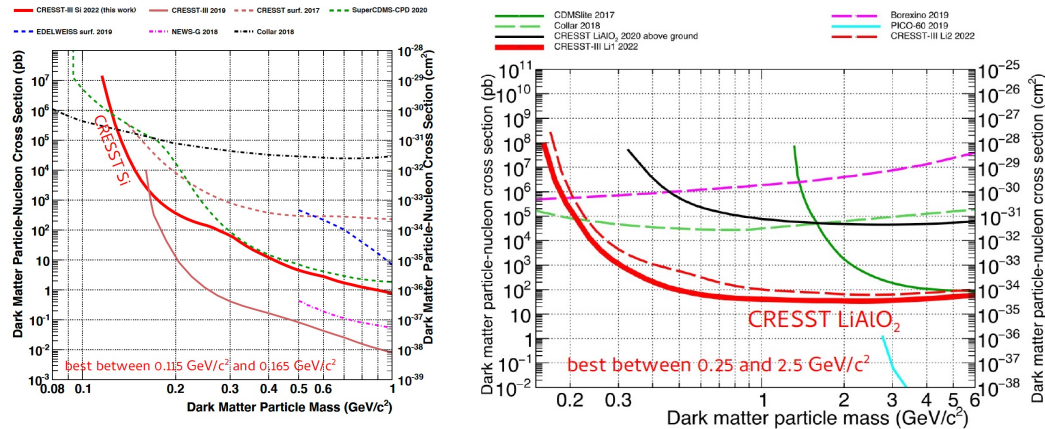 CRESST-III Si 2022 (this work) CRESST-III 2019 CRESST surf. 2017 SuperCDMS-CPD 2020
EDELWEISS surf. 2019 NEWS-G 2018 Collar 2018
Dark Matter Particle-Nucleon Cross Section (pb)
10⁷
10⁶
10⁵
10⁴
10³
10²
10
1
10⁻¹
10⁻²
10⁻³
CRESST Si
best between 0.115 GeV/c² and 0.165 GeV/c²
10⁻²⁸
10⁻²⁹
10⁻³⁰
10⁻³¹
10⁻³²
10⁻³³
10⁻³⁴
10⁻³⁵
10⁻³⁶
10⁻³⁷
10⁻³⁸
10⁻³⁹
Dark Matter Particle-Nucleon Cross Section (cm²)
0.08 0.1 0.2 0.3 0.4 0.5 0.6 1
Dark Matter Particle Mass (GeV/c²)
CDMSlite 2017 Borexino 2019
Collar 2018 PICO-60 2019
CRESST LiAlO₂ 2020 above ground CRESST-III Li2 2022
CRESST-III Li1 2022
Dark matter particle-nucleon cross section (pb)
10¹¹
10¹⁰
10⁹
10⁸
10⁷
10⁶
10⁵
10⁴
10³
10²
10
1
10⁻¹
10⁻²
CRESST LiAlO₂
best between 0.25 and 2.5 GeV/c²
10⁻²⁵
10⁻²⁶
10⁻²⁷
10⁻²⁸
10⁻²⁹
10⁻³⁰
10⁻³¹
10⁻³²
10⁻³³
10⁻³⁴
10⁻³⁵
10⁻³⁶
10⁻³⁷
10⁻³⁸
Dark matter particle-nucleon cross section (cm²)
0.2 0.3 1 2 3 4 5 6
Dark matter particle mass (GeV/c²)